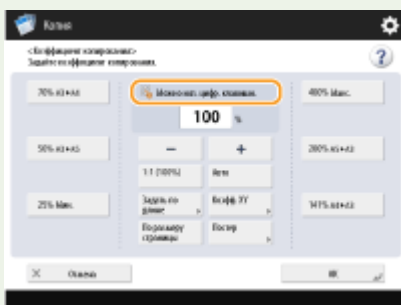 Копия
<Коэффициент копирования>
Задайте коэффициент копирования.
?
70% A3➔A4
Можно исп. цифр. клавиши.
400% Макс.
100 %
50% A3➔A5
−
+
200% A5➔A3
1:1 (100%)
Авто
25% Мин.
Задать по
длине
Коэфф. XY
141% A4➔A3
По размеру
страницы
Постер
Отмена
OK